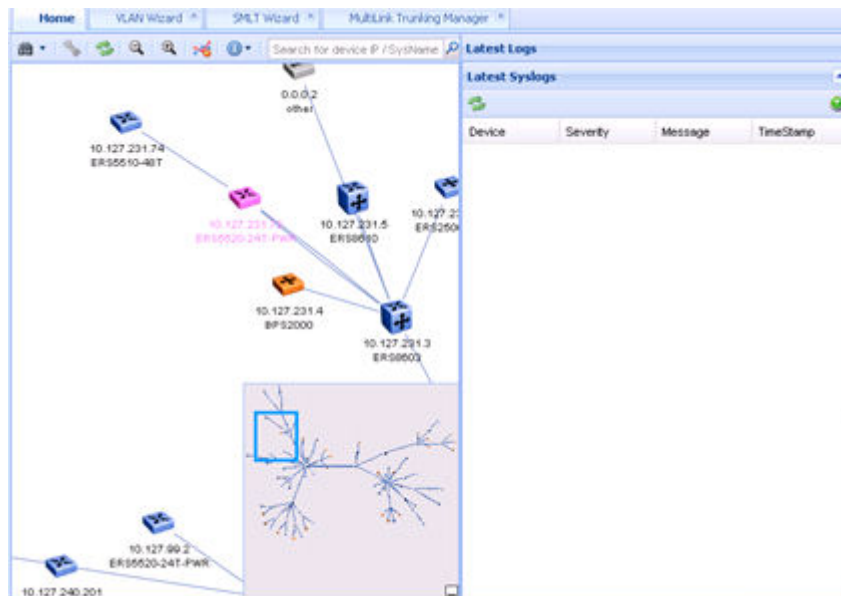 Home
VLAN Wizard
SMLT Wizard
MultiLink Trunking Manager
Search for device IP / SysName
Latest Logs
Latest Syslogs
Device Severity Message TimeStamp
0.0.0.2
other
10.127.231.74
ERS5510-48T
ERS5520-24T-PWR
10.127.231.5
ERS8610
10.127.231.4
BPS2000
10.127.231.3
ERS8603
10.127.99.2
ERS5520-24T-PWR
10.127.240.201